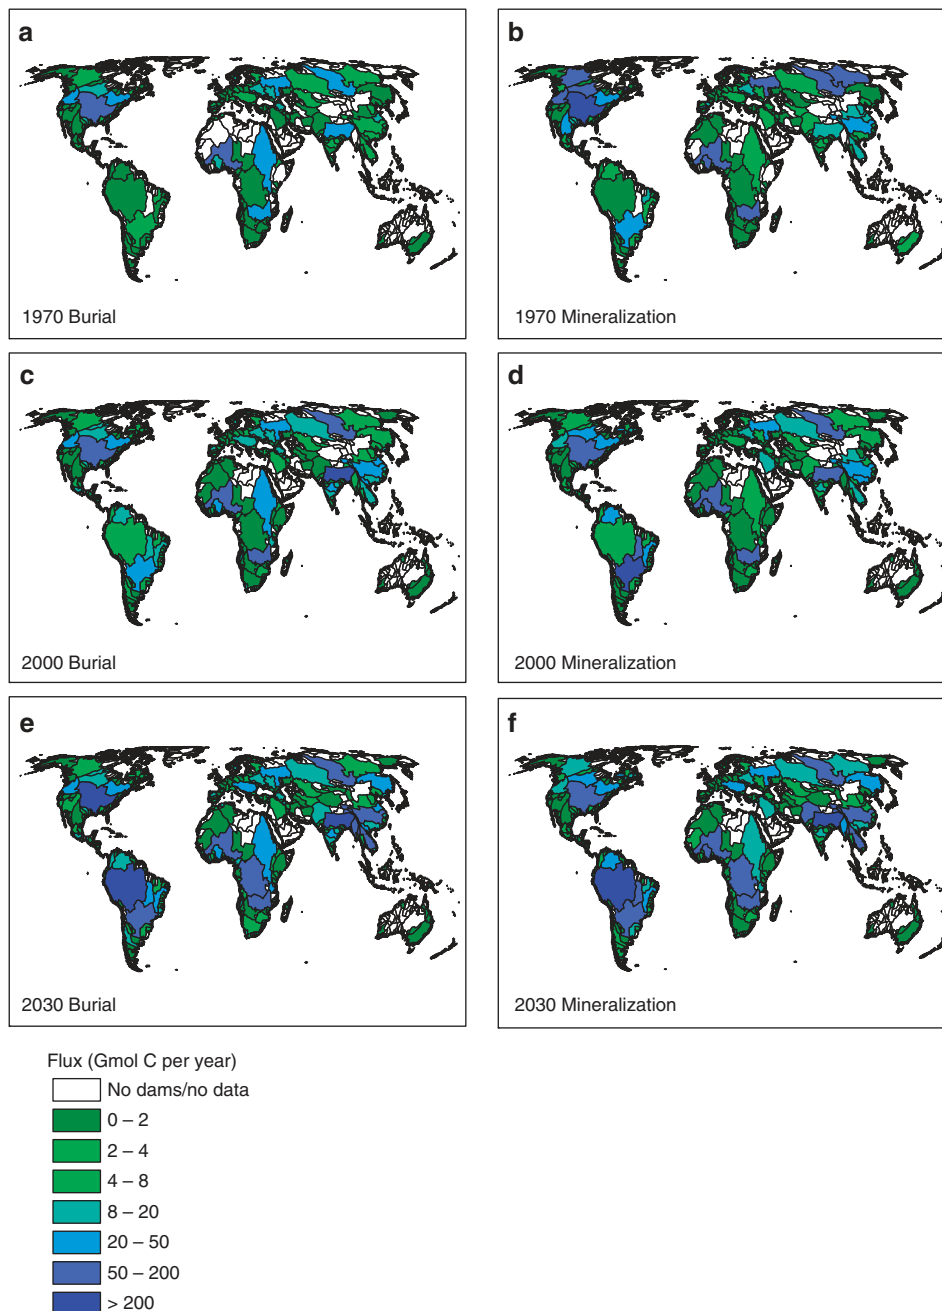 a
b
1970 Burial
1970 Mineralization
c
d
2000 Burial
2000 Mineralization
e
f
2030 Burial
2030 Mineralization
Flux (Gmol C per year)
No dams/no data
0 – 2
2 – 4
4 – 8
8 – 20
20 – 50
50 – 200
> 200